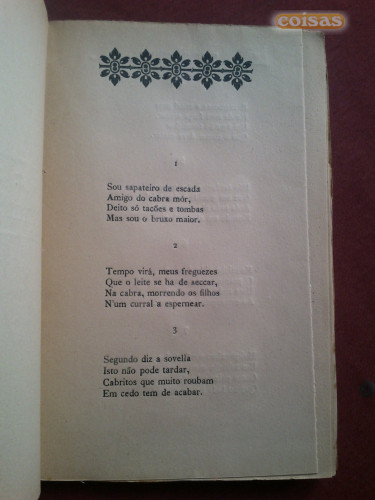 coisas
1
Sou sapateiro de escada
Amigo do cabra mór,
Deito só tacões e tombas
Mas sou o bruxo maior.
2
Tempo virá, meus freguezes
Que o leite se ha de seccar,
Na cabra, morrendo os filhos
N'um curral a espernear.
3
Segundo diz a sovella
Isto não pode tardar,
Cabritos que muito roubam
Em cedo tem de acabar.